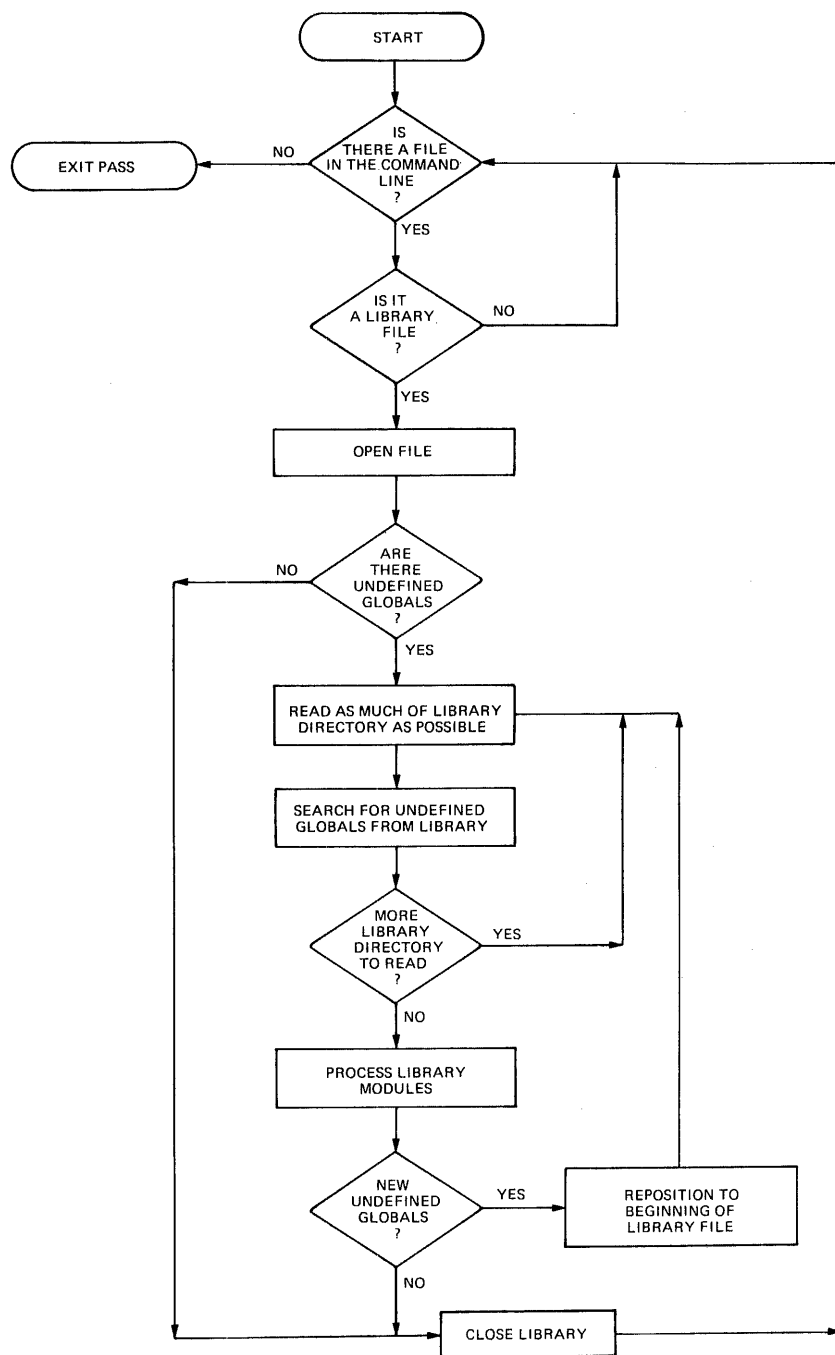 START
IS
THERE A FILE
IN THE COMMAND
LINE
?
NO
EXIT PASS
YES
IS IT
A LIBRARY
FILE
?
NO
YES
OPEN FILE
ARE
THERE
UNDEFINED
GLOBALS
?
NO
YES
READ AS MUCH OF LIBRARY
DIRECTORY AS POSSIBLE
SEARCH FOR UNDEFINED
GLOBALS FROM LIBRARY
MORE
LIBRARY
DIRECTORY
TO READ
?
YES
NO
PROCESS LIBRARY
MODULES
NEW
UNDEFINED
GLOBALS
?
YES
REPOSITION TO
BEGINNING OF
LIBRARY FILE
NO
CLOSE LIBRARY